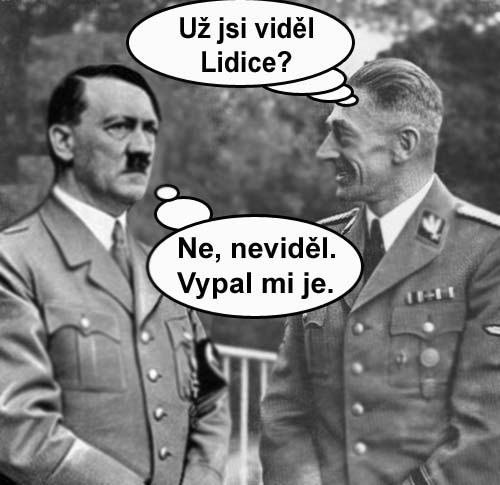 Už jsi viděl
Lidice?
Ne, neviděl.
Vypal mi je.